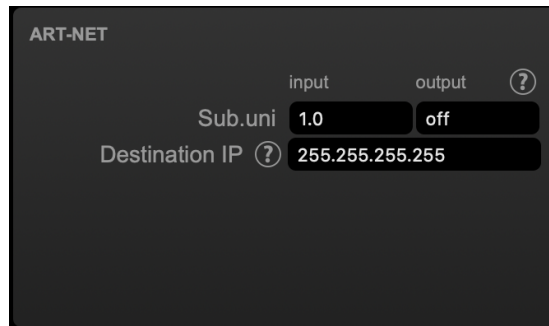 ART-NET
input output ?
Sub.uni 1.0 off
Destination IP ? 255.255.255.255